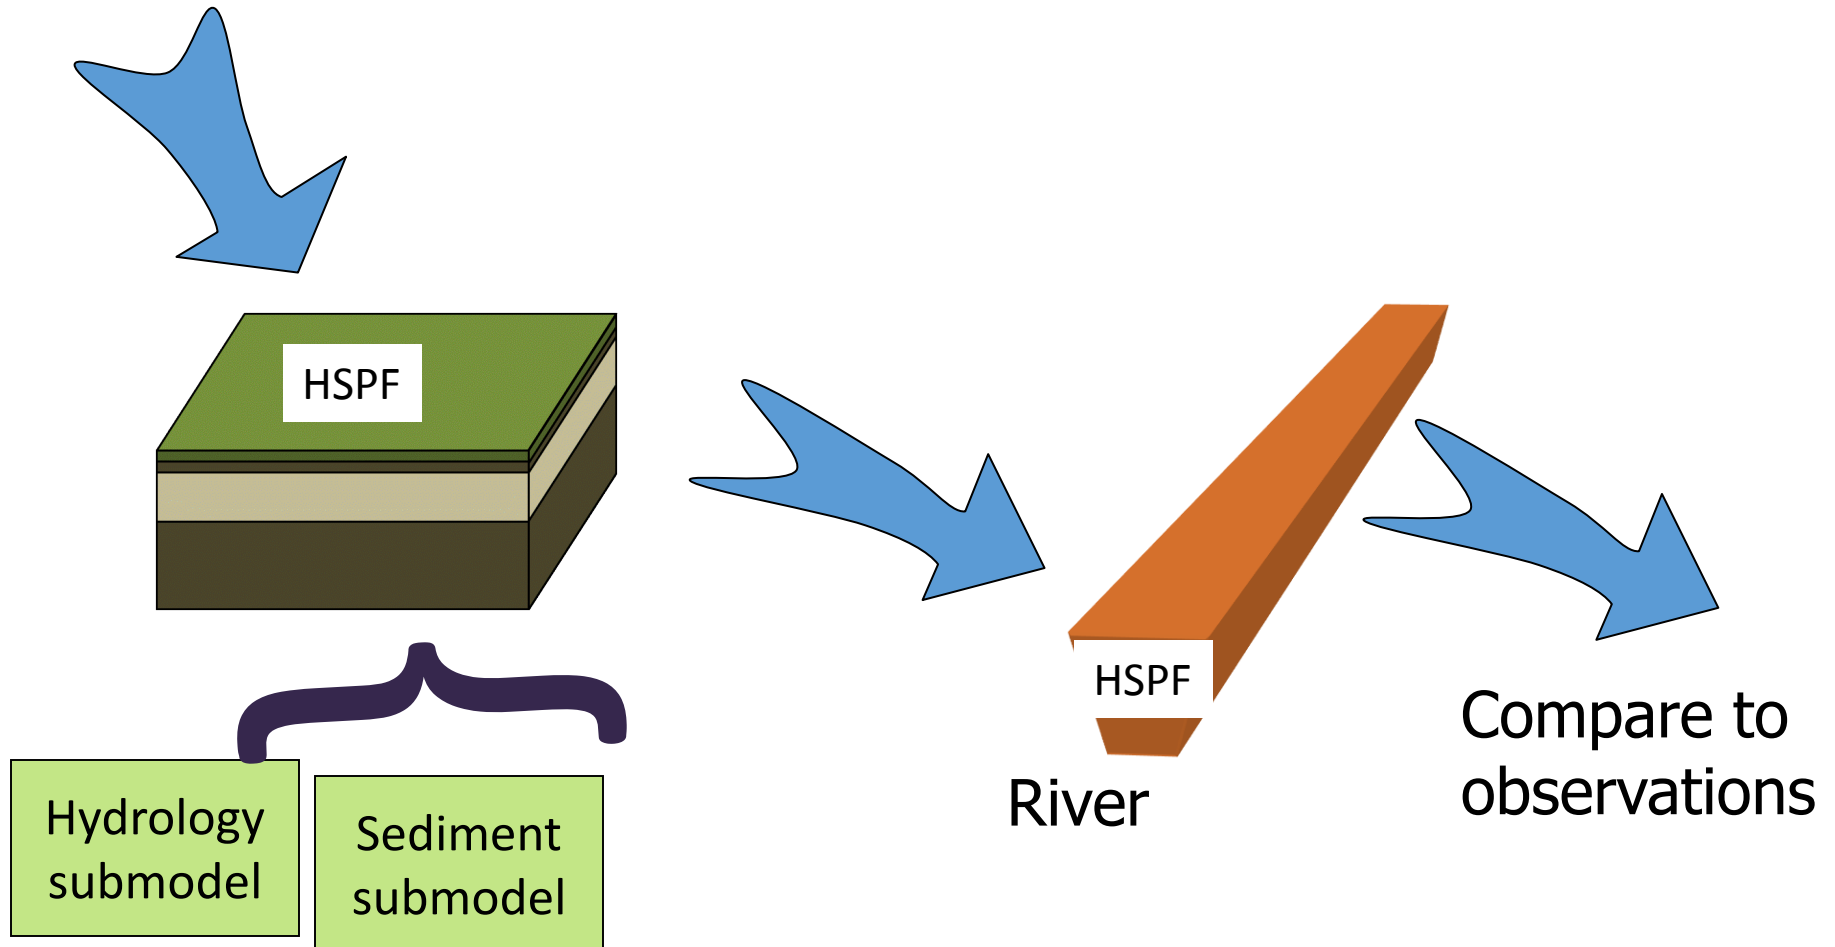 HSPF
HSPF
River
Compare to
observations
Hydrology
submodel
Sediment
submodel